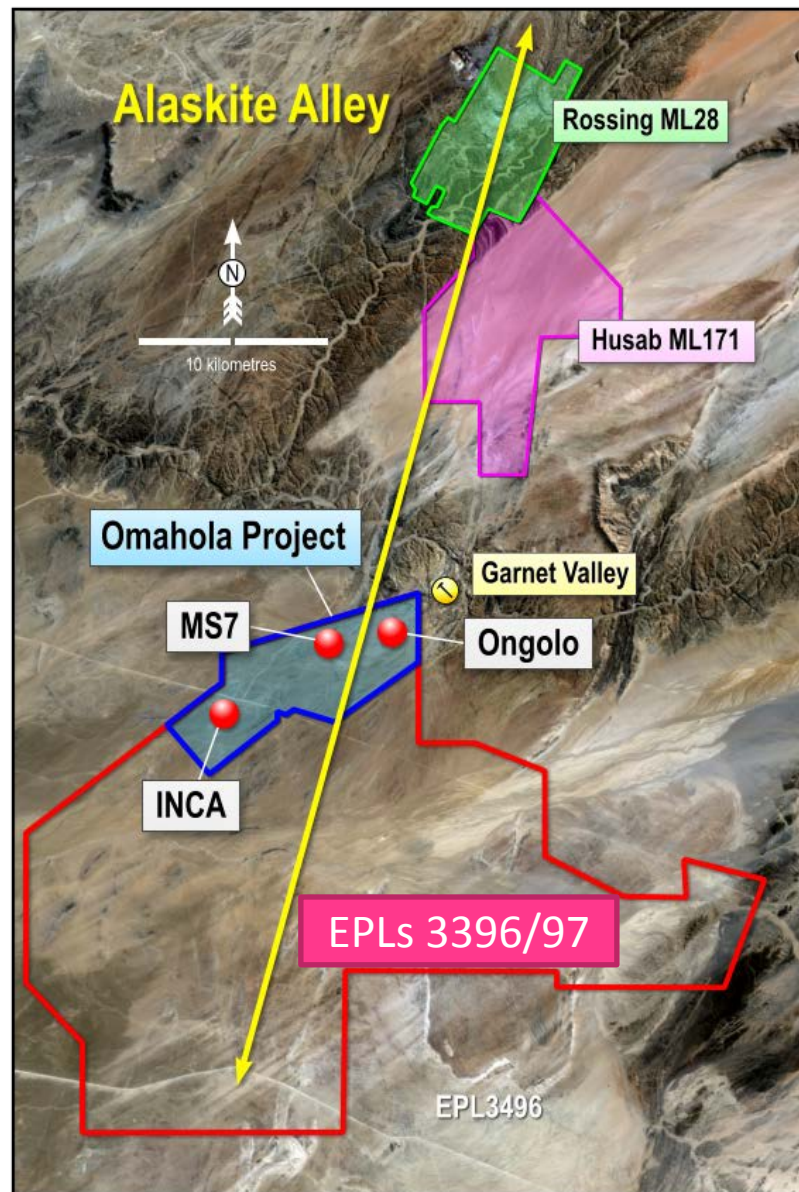 Alaskite Alley
Rossing ML28
N
10 kilometres
Husab ML171
Omahola Project
Garnet Valley
MS7
Ongolo
INCA
EPLs 3396/97
EPL3496